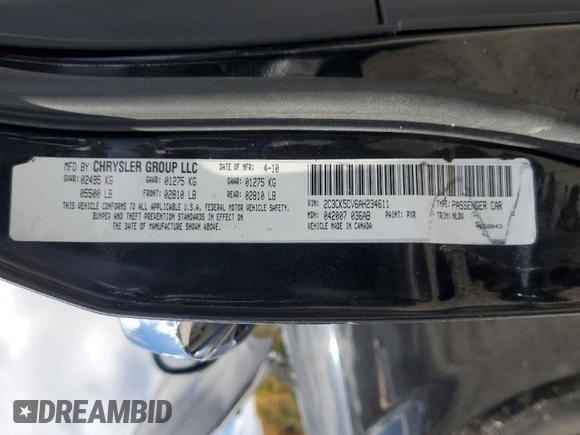 MFD BY CHRYSLER GROUP LLC DATE OF MFR: 4-10
GVWR: 02495 KG GAWR: 01275 KG GAWR: 01275 KG
05500 LB FRONT: 02810 LB REAR: 02810 LB
THIS VEHICLE CONFORMS TO ALL APPLICABLE U.S.A. FEDERAL MOTOR VEHICLE SAFETY,
BUMPER AND THEFT PREVENTION STANDARDS IN EFFECT ON
THE DATE OF MANUFACTURE SHOWN ABOVE.
VIN: 2C3CK5CV6AH234611 TYPE: PASSENGER CAR
MDH: 042007 036AB PAINT: PXR TRIM: MLDV
VEHICLE MADE IN CANADA
DREAMBID